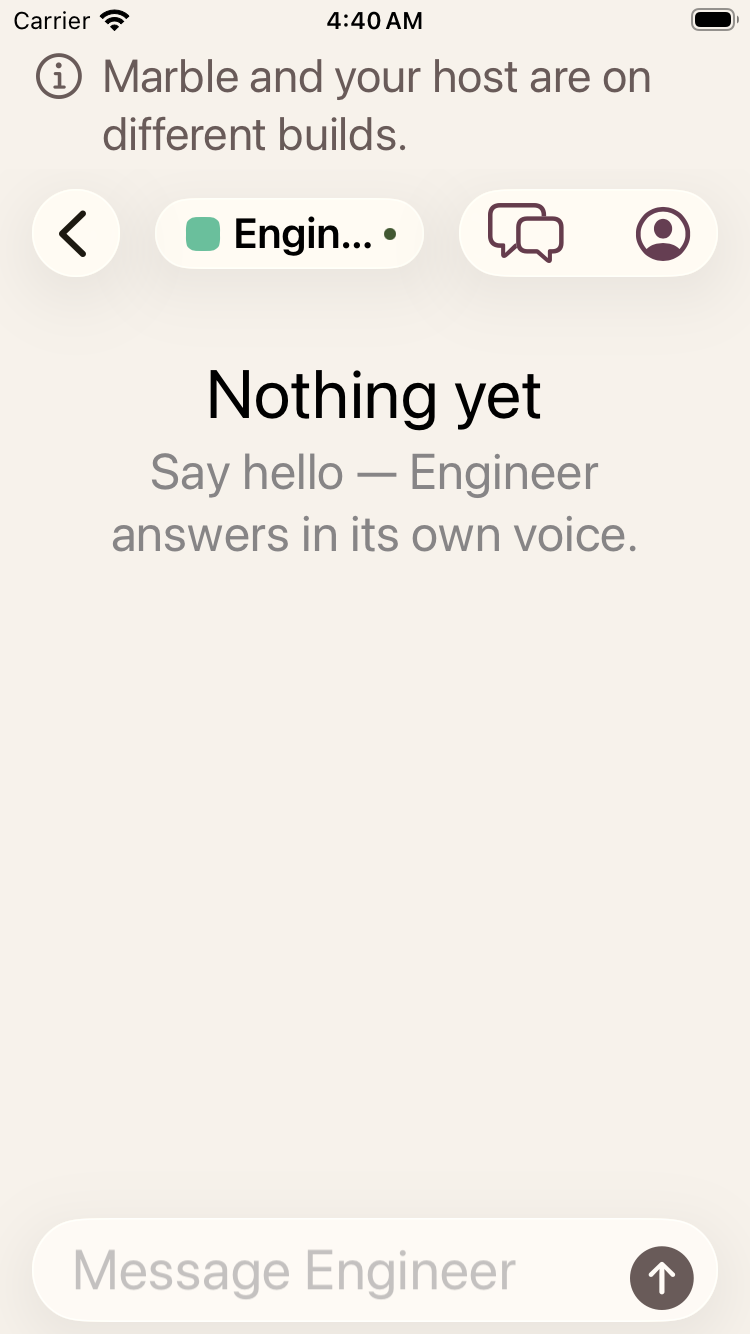 Carrier 4:40 AM
Marble and your host are on
different builds.
Engin...
Nothing yet
Say hello — Engineer
answers in its own voice.
Message Engineer